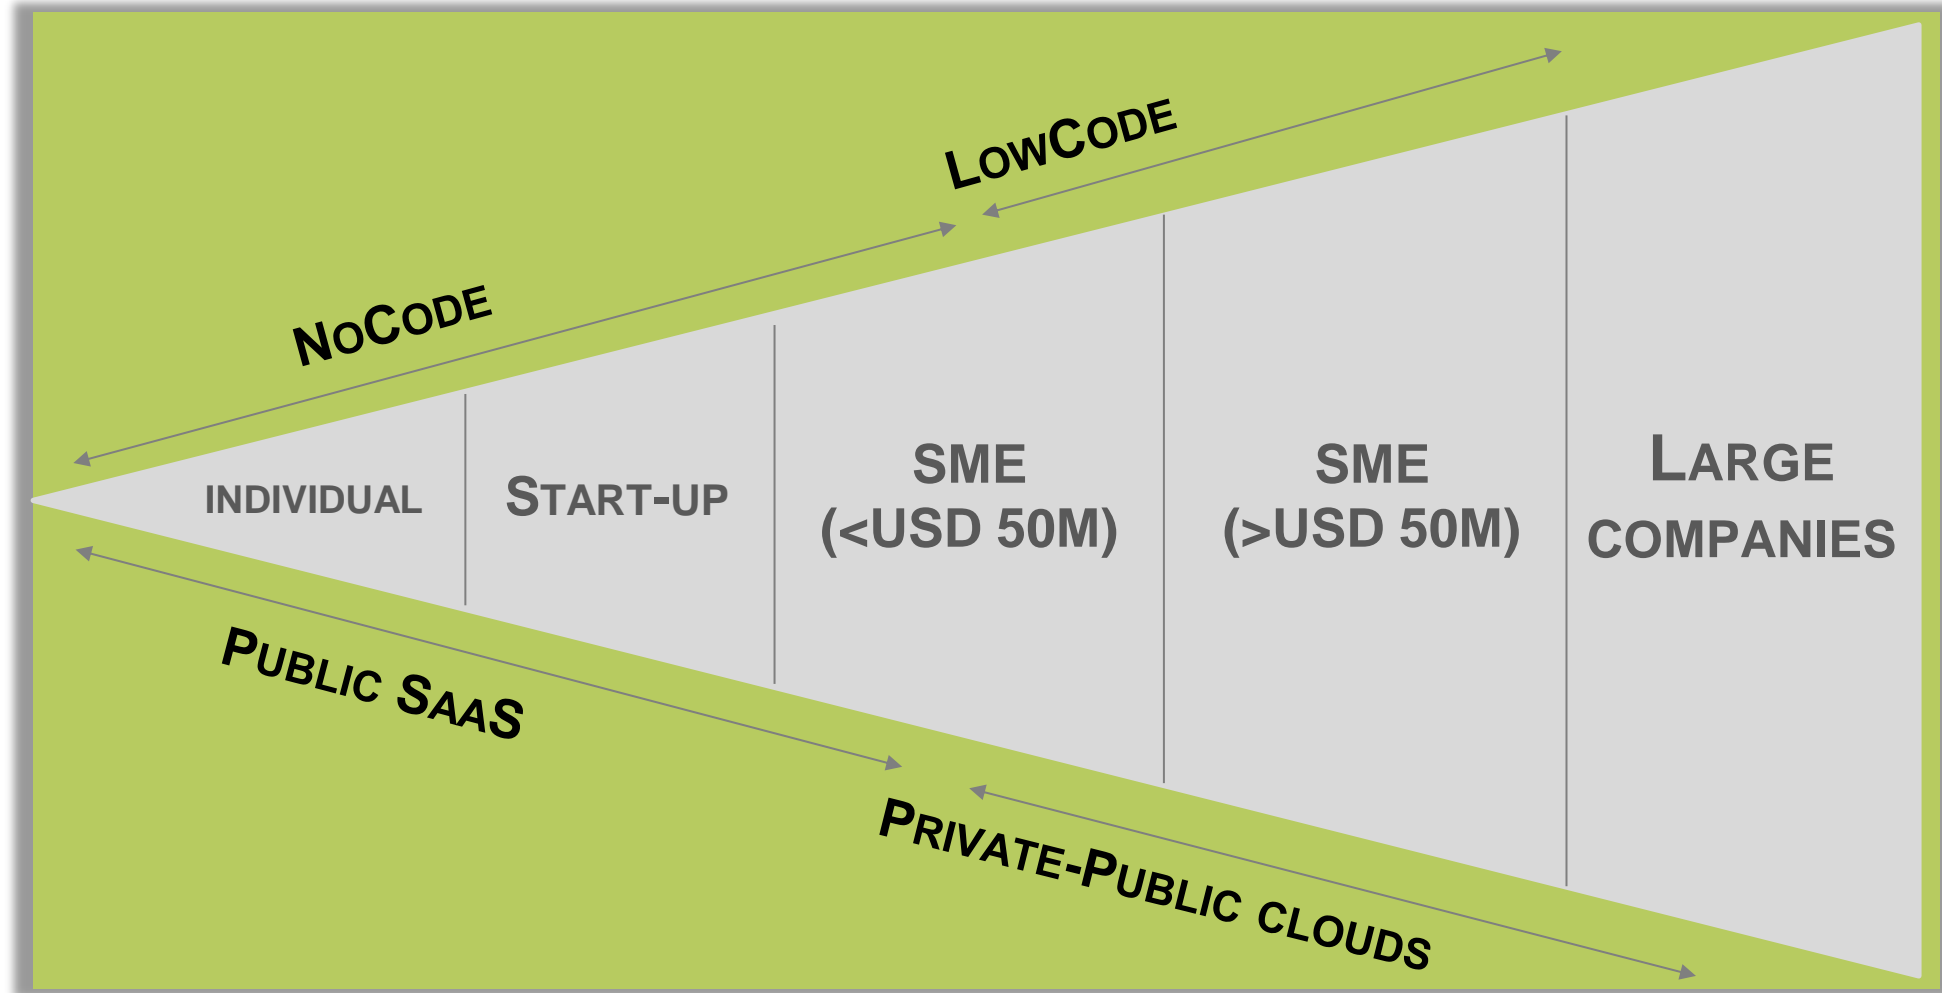 LowCode
NoCode
individual
Start-up
SME
(<USD 50M)
SME
(>USD 50M)
Large
companies
Public SaaS
Private-Public clouds